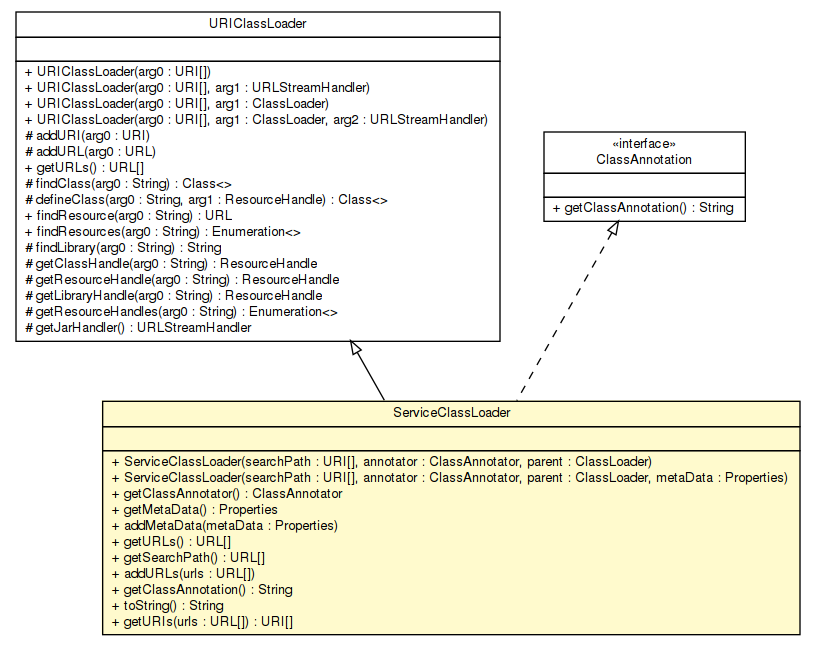 URIClassLoader
+ URIClassLoader(arg0 : URI[])
+ URIClassLoader(arg0 : URI[], arg1 : URLStreamHandler)
+ URIClassLoader(arg0 : URI[], arg1 : ClassLoader)
+ URIClassLoader(arg0 : URI[], arg1 : ClassLoader, arg2 : URLStreamHandler)
# addURI(arg0 : URI)
# addURL(arg0 : URL)
+ getURLs() : URL[]
# findClass(arg0 : String) : Class<>
# defineClass(arg0 : String, arg1 : ResourceHandle) : Class<>
+ findResource(arg0 : String) : URL
+ findResources(arg0 : String) : Enumeration<>
# findLibrary(arg0 : String) : String
# getClassHandle(arg0 : String) : ResourceHandle
# getResourceHandle(arg0 : String) : ResourceHandle
# getLibraryHandle(arg0 : String) : ResourceHandle
# getResourceHandles(arg0 : String) : Enumeration<>
# getJarHandler() : URLStreamHandler
«interface»
ClassAnnotation
+ getClassAnnotation() : String
ServiceClassLoader
+ ServiceClassLoader(searchPath : URI[], annotator : ClassAnnotator, parent : ClassLoader)
+ ServiceClassLoader(searchPath : URI[], annotator : ClassAnnotator, parent : ClassLoader, metaData : Properties)
+ getClassAnnotator() : ClassAnnotator
+ getMetaData() : Properties
+ addMetaData(metaData : Properties)
+ getURLs() : URL[]
+ getSearchPath() : URL[]
+ addURLs(urls : URL[])
+ getClassAnnotation() : String
+ toString() : String
+ getURIs(urls : URL[]) : URI[]